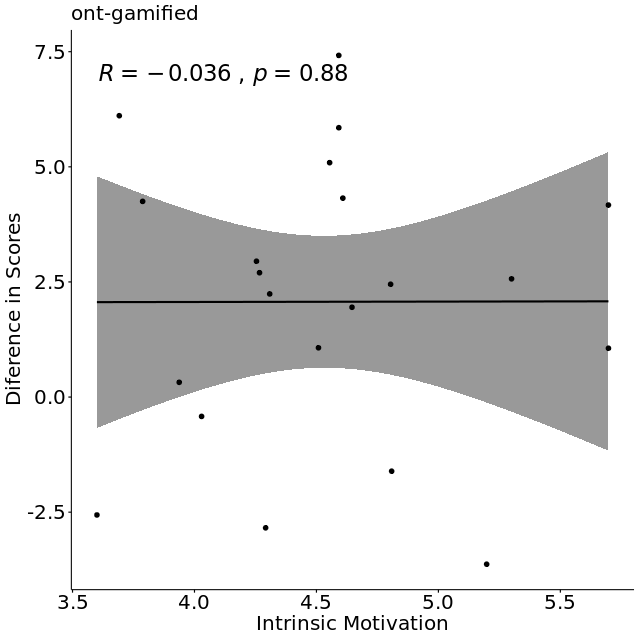 ont-gamified
R = −0.036 , p = 0.88
7.5
5.0
2.5
0.0
-2.5
Diference in Scores
3.5 4.0 4.5 5.0 5.5
Intrinsic Motivation